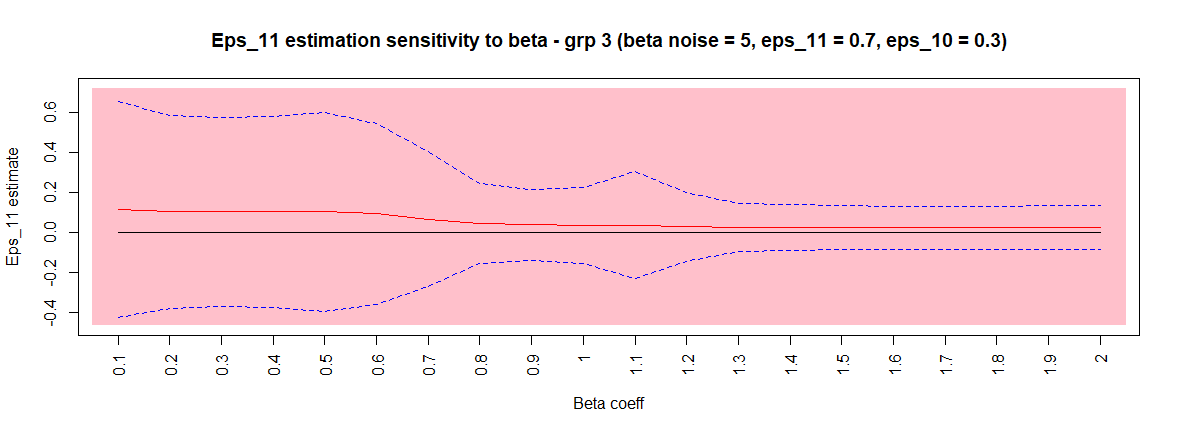 Eps_11 estimation sensitivity to beta - grp 3 (beta noise = 5, eps_11 = 0.7, eps_10 = 0.3)
Eps_11 estimate
0.6
0.4
0.2
0.0
-0.2
-0.4
0.1 0.2 0.3 0.4 0.5 0.6 0.7 0.8 0.9 1 1.1 1.2 1.3 1.4 1.5 1.6 1.7 1.8 1.9 2
Beta coeff